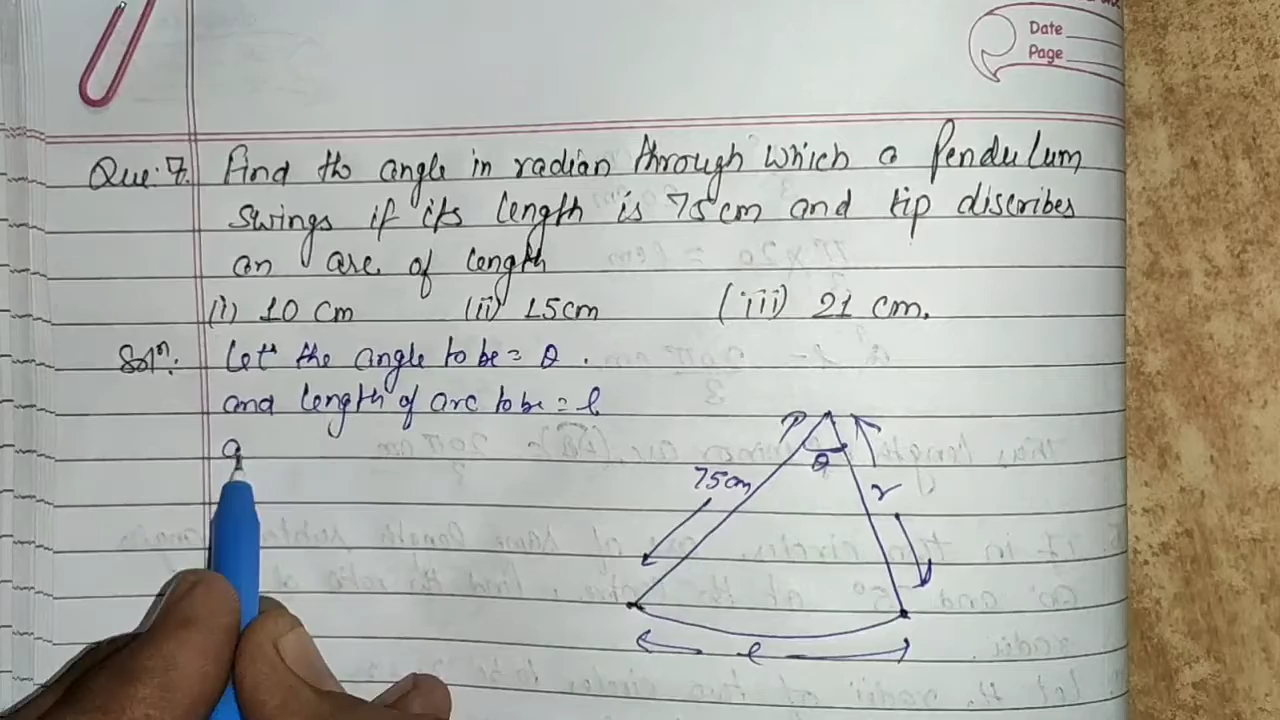 Date
Page
Que: 7. Find the angle in radian through which a Pendulum
swings if its length is 75cm and tip discribes
an arc of length
(i) 10 cm (ii) 15cm (iii) 21 cm.
Solⁿ: Let the angle to be = θ.
and length of arc to be = l
a
θ
75cm
r
l